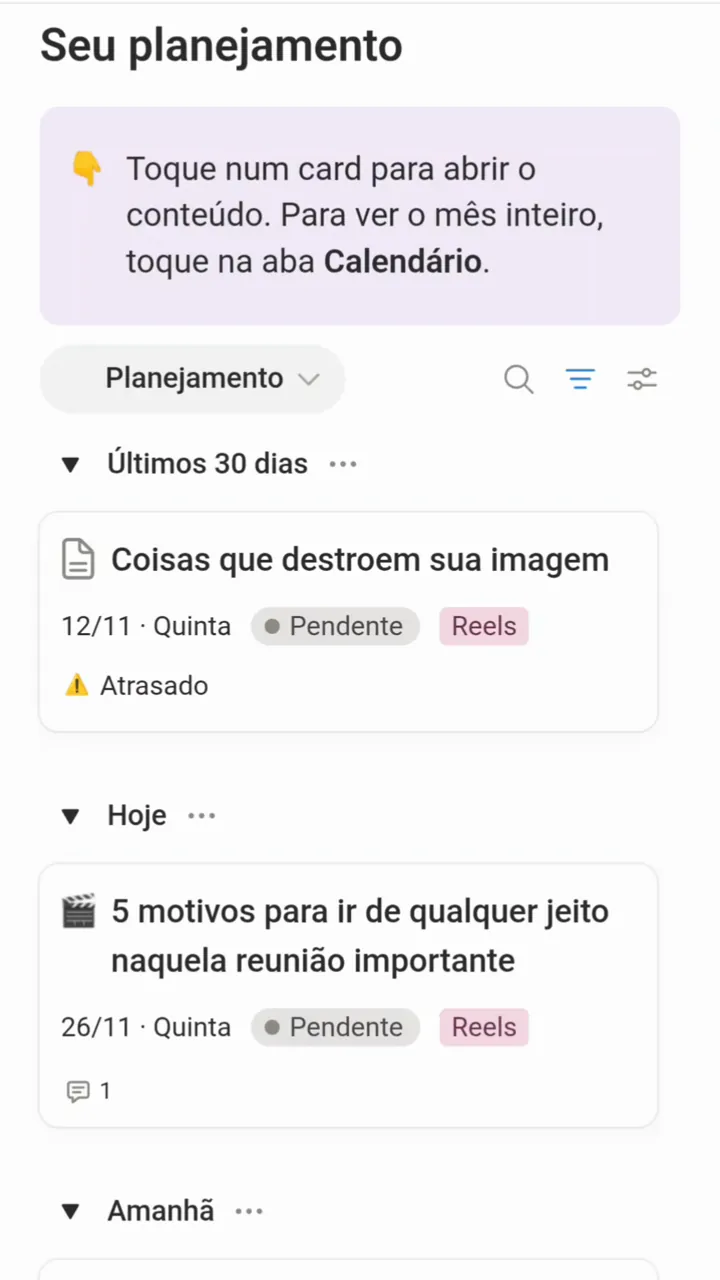 Seu planejamento
Toque num card para abrir o
conteúdo. Para ver o mês inteiro,
toque na aba Calendário.
Planejamento
Últimos 30 dias
Coisas que destroem sua imagem
12/11 · Quinta Pendente Reels
Atrasado
Hoje
5 motivos para ir de qualquer jeito
naquela reunião importante
26/11 · Quinta Pendente Reels
1
Amanhã